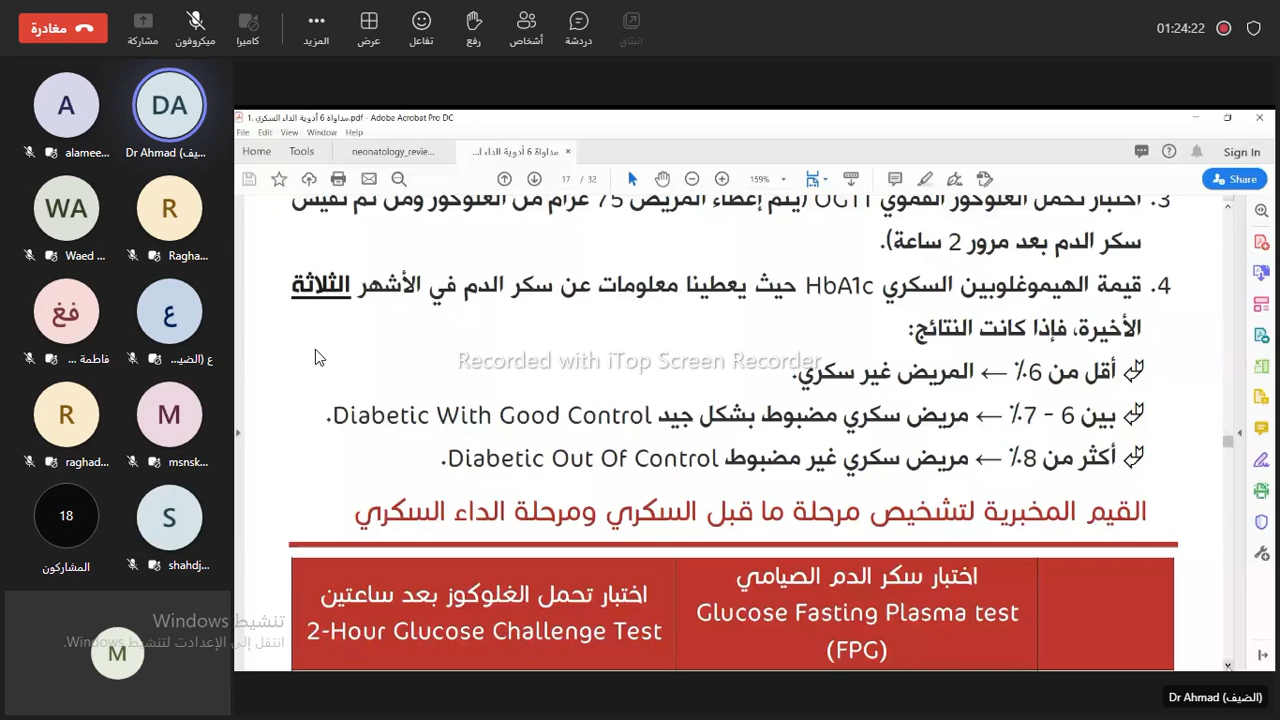 مغادرة
مشاركة
ميكروفون
كاميرا
المزيد
عرض
تفاعل
رفع
أشخاص
دردشة
انبثاق
01:24:22
A
alamee...
DA
Dr Ahmad (ضيف)...
WA
Waed ...
R
Ragha...
فغ
فاطمة ...
ع
ع (الضيـ...
R
raghad...
M
msnsk...
18
المشاركون
S
shahdj...
M
تنشيط Windows
انتقل إلى الإعدادت لتنشيط Windows.
1. مداواة 6 أدوية الداء السكري.pdf - Adobe Acrobat Pro DC
File Edit View Window Help
Home Tools neonatology_revie... مداواة 6 أدوية الداء ا... × Sign In
17 / 32 159% Share
3. اختبار تحمل الغلوكوز الفموي OGTT (يتم إعطاء المريض 75 غرام من الغلوكوز ومن ثم نقيس
سكر الدم بعد مرور 2 ساعة).
4. قيمة الهيموغلوبين السكري HbA1c حيث يعطينا معلومات عن سكر الدم في الأشهر الثلاثة
الأخيرة، فإذا كانت النتائج:
أقل من 6٪ ← المريض غير سكري.
Recorded with iTop Screen Recorder
بين 6 - 7٪ ← مريض سكري مضبوط بشكل جيد Diabetic With Good Control.
أكثر من 8٪ ← مريض سكري غير مضبوط Diabetic Out Of Control.
القيم المخبرية لتشخيص مرحلة ما قبل السكري ومرحلة الداء السكري
اختبار سكر الدم الصيامي
Glucose Fasting Plasma test
(FPG)
اختبار تحمل الغلوكوز بعد ساعتين
2-Hour Glucose Challenge Test
Dr Ahmad (الضيف)